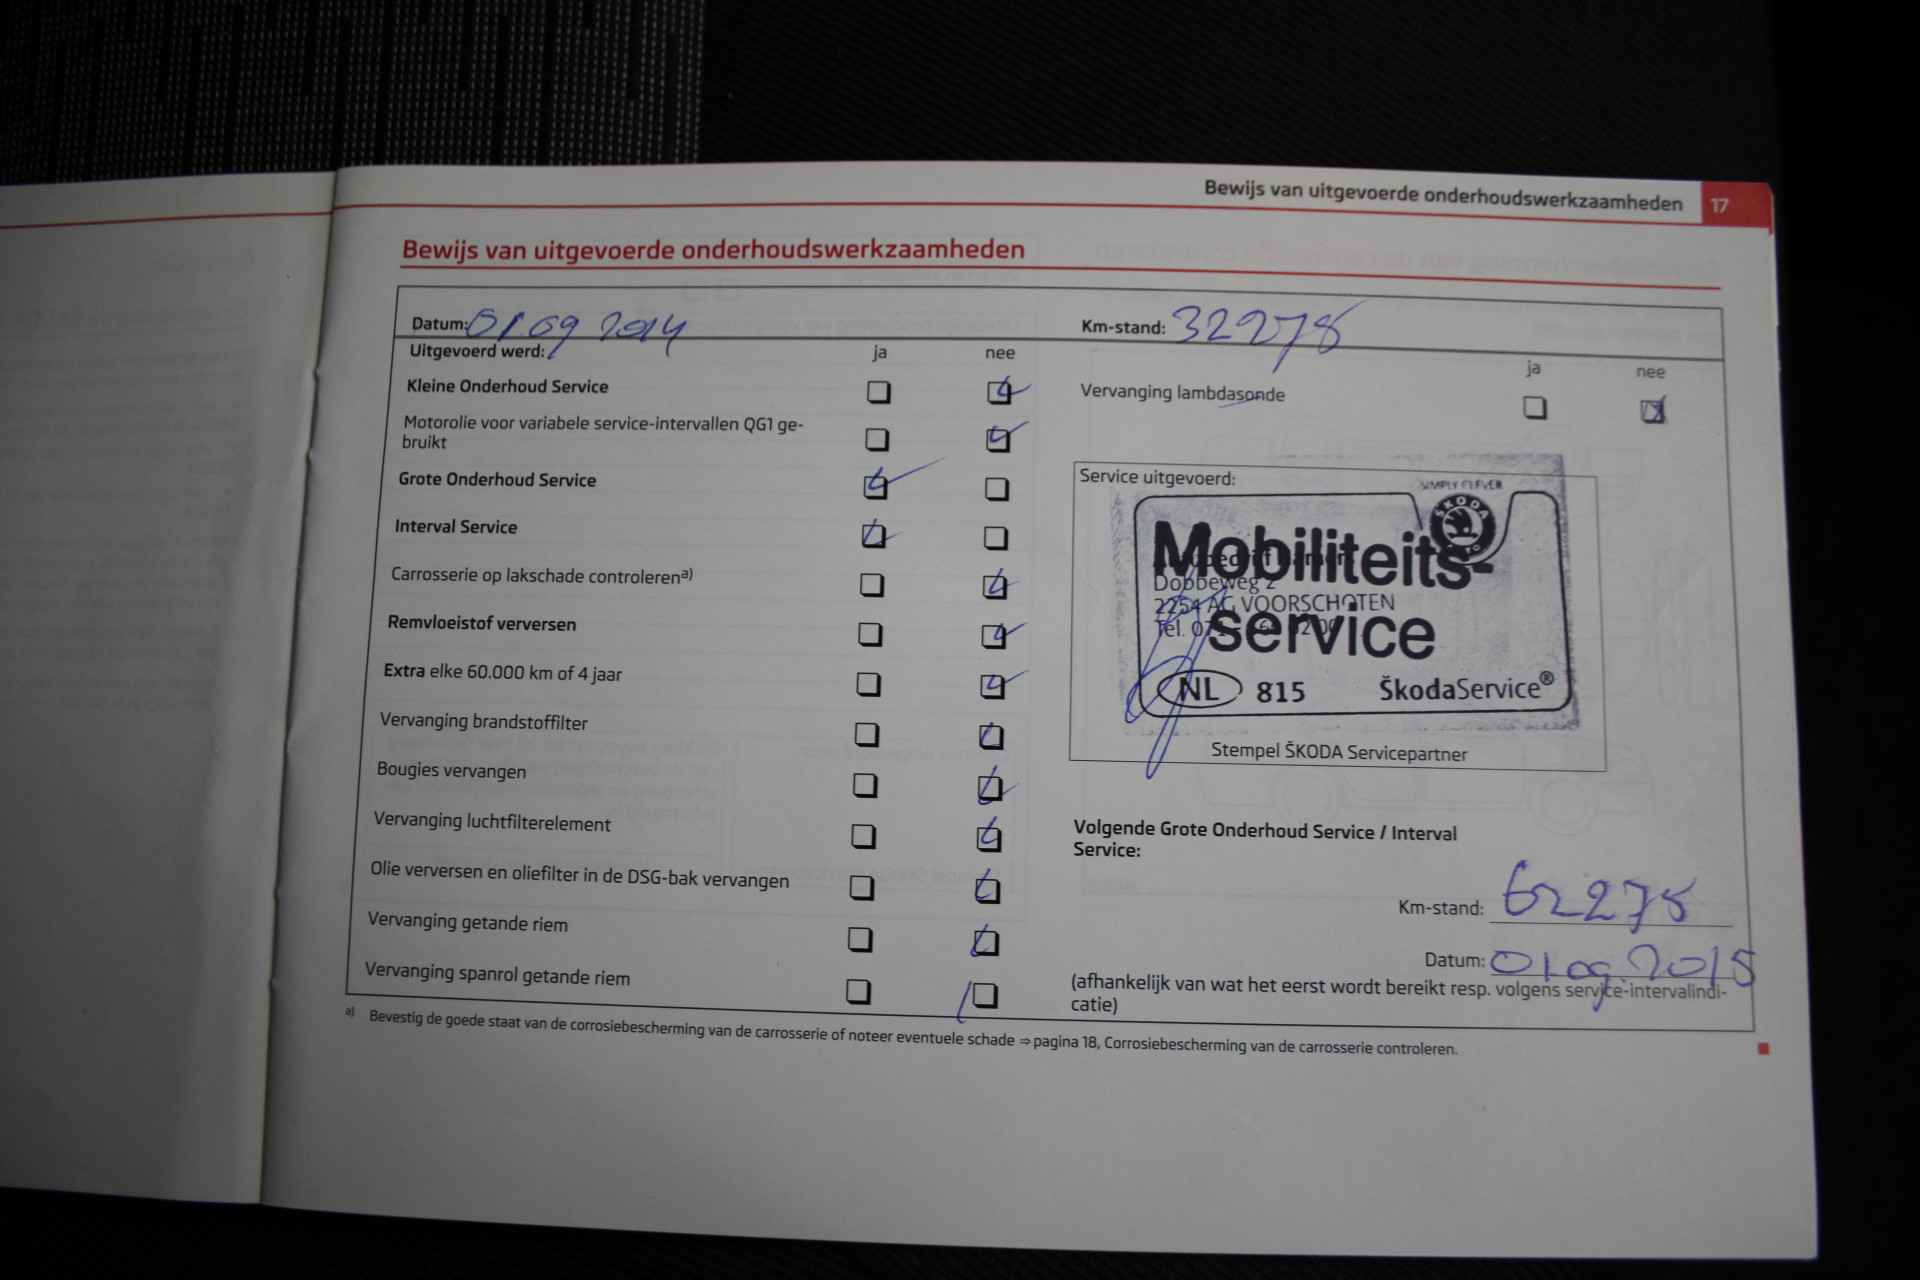 Bewijs van uitgevoerde onderhoudswerkzaamheden 17
Bewijs van uitgevoerde onderhoudswerkzaamheden
Datum: 01 09 2014
Km-stand: 32278
Uitgevoerd werd: ja nee
Kleine Onderhoud Service
Motorolie voor variabele service-intervallen QG1 ge-
bruikt
Grote Onderhoud Service
Interval Service
Carrosserie op lakschade controleren a)
Remvloeistof verversen
Extra elke 60.000 km of 4 jaar
Vervanging brandstoffilter
Bougies vervangen
Vervanging luchtfilterelement
Olie verversen en oliefilter in de DSG-bak vervangen
Vervanging getande riem
Vervanging spanrol getande riem
ja nee
Vervanging lambdasonde
Service uitgevoerd:
SIMPLY CLEVER
ŠKODA
Mobiliteits-
Dobbeweg 2
2254 AG VOORSCHOTEN
Tel.
service
NL 815 ŠkodaService®
Stempel ŠKODA Servicepartner
Volgende Grote Onderhoud Service / Interval
Service:
Km-stand: 62278
Datum: 01 09. 2015
(afhankelijk van wat het eerst wordt bereikt resp. volgens service-intervalindi-
catie)
a) Bevestig de goede staat van de corrosiebescherming van de carrosserie of noteer eventuele schade ⇒ pagina 18, Corrosiebescherming van de carrosserie controleren.